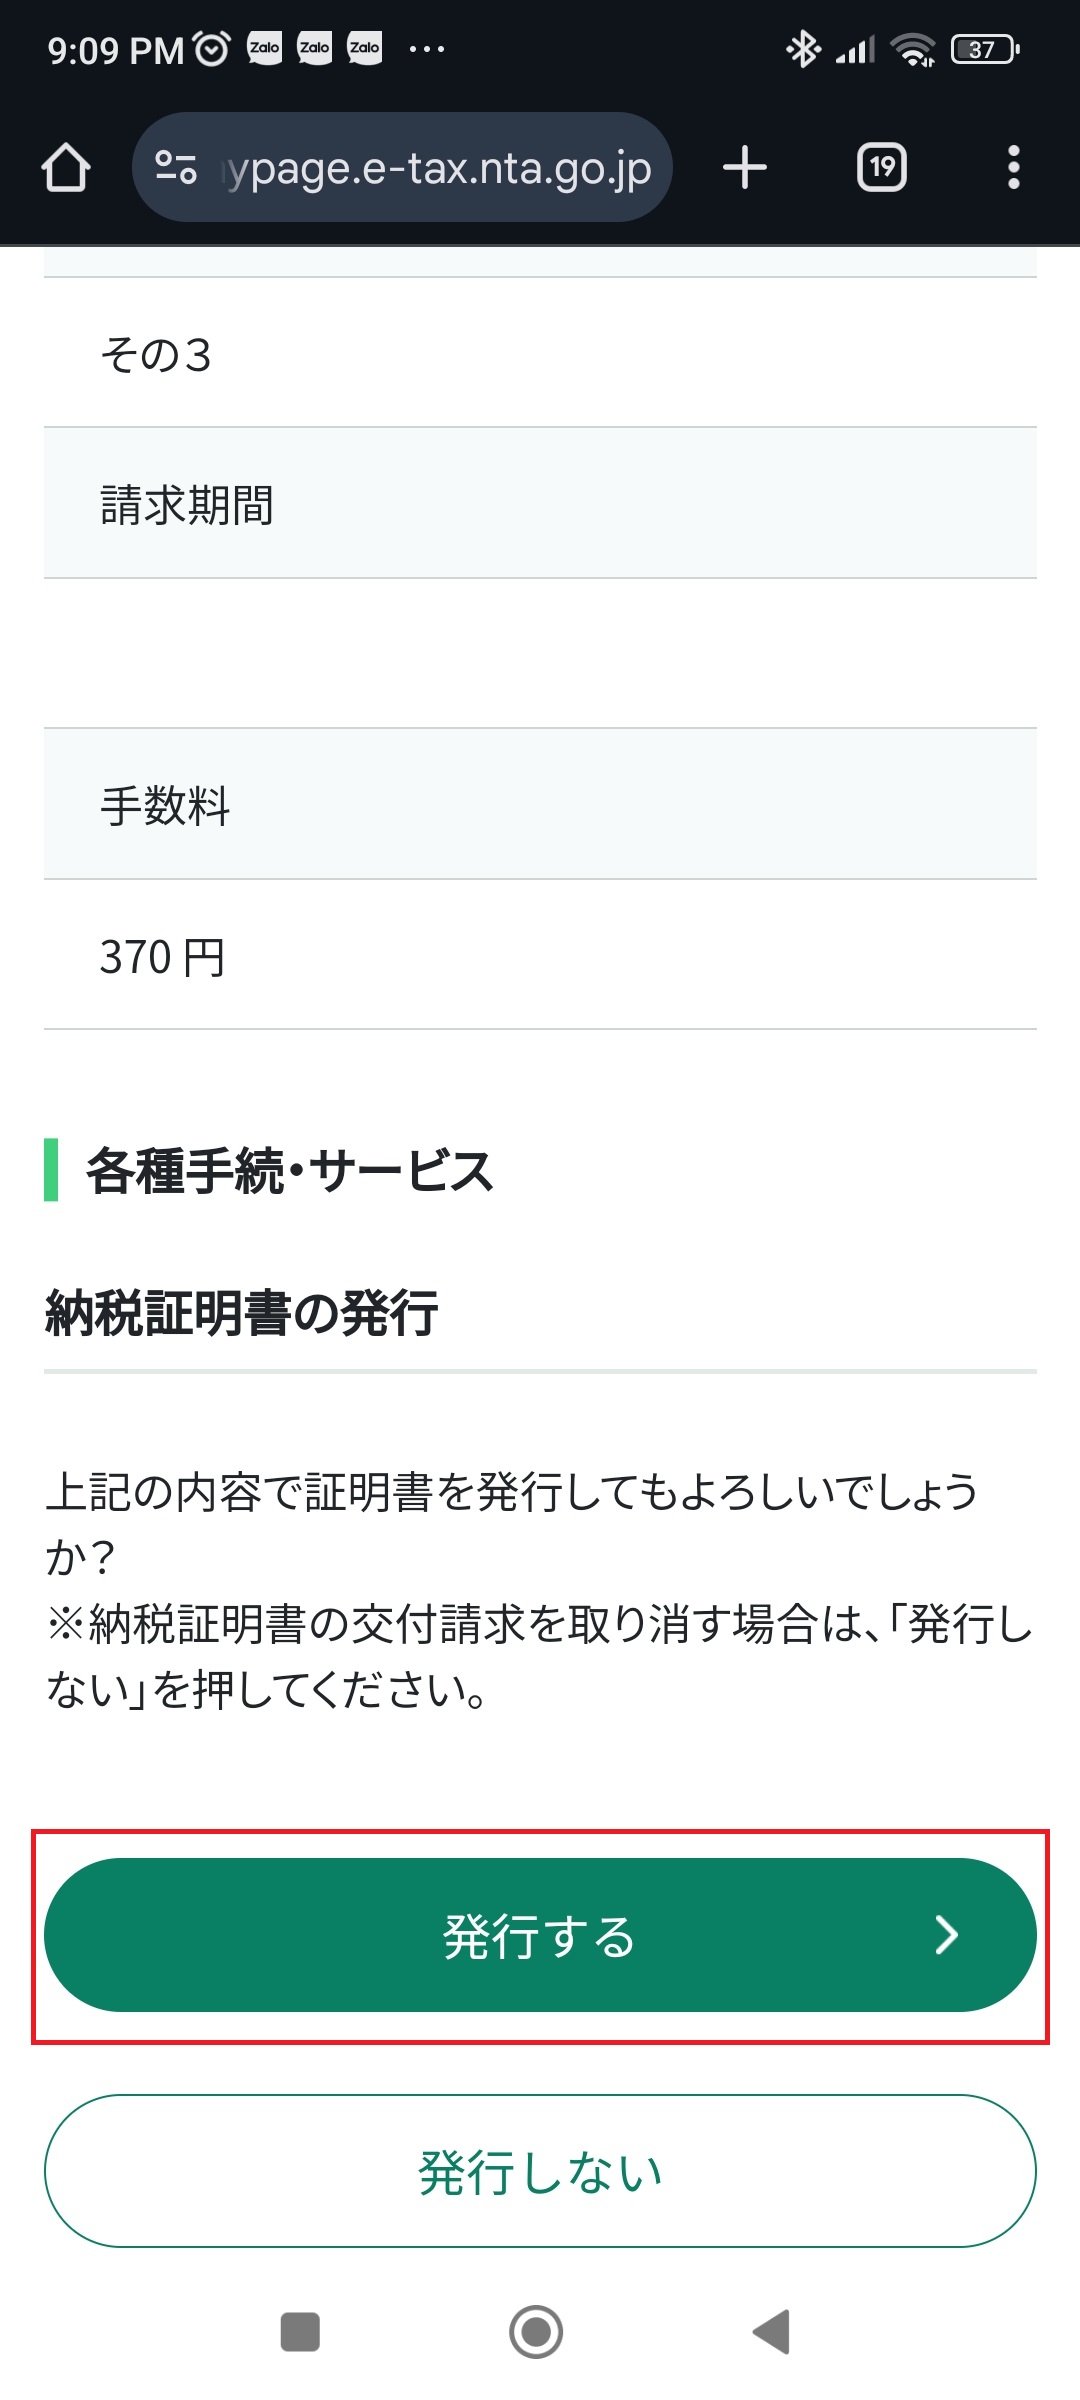 9:09 PM Zalo Zalo Zalo ... 37
ypage.e-tax.nta.go.jp 19
その3
請求期間
手数料
370 円
各種手続・サービス
納税証明書の発行
上記の内容で証明書を発行してもよろしいでしょう
か?
※納税証明書の交付請求を取り消す場合は、「発行し
ない」を押してください。
発行する
発行しない